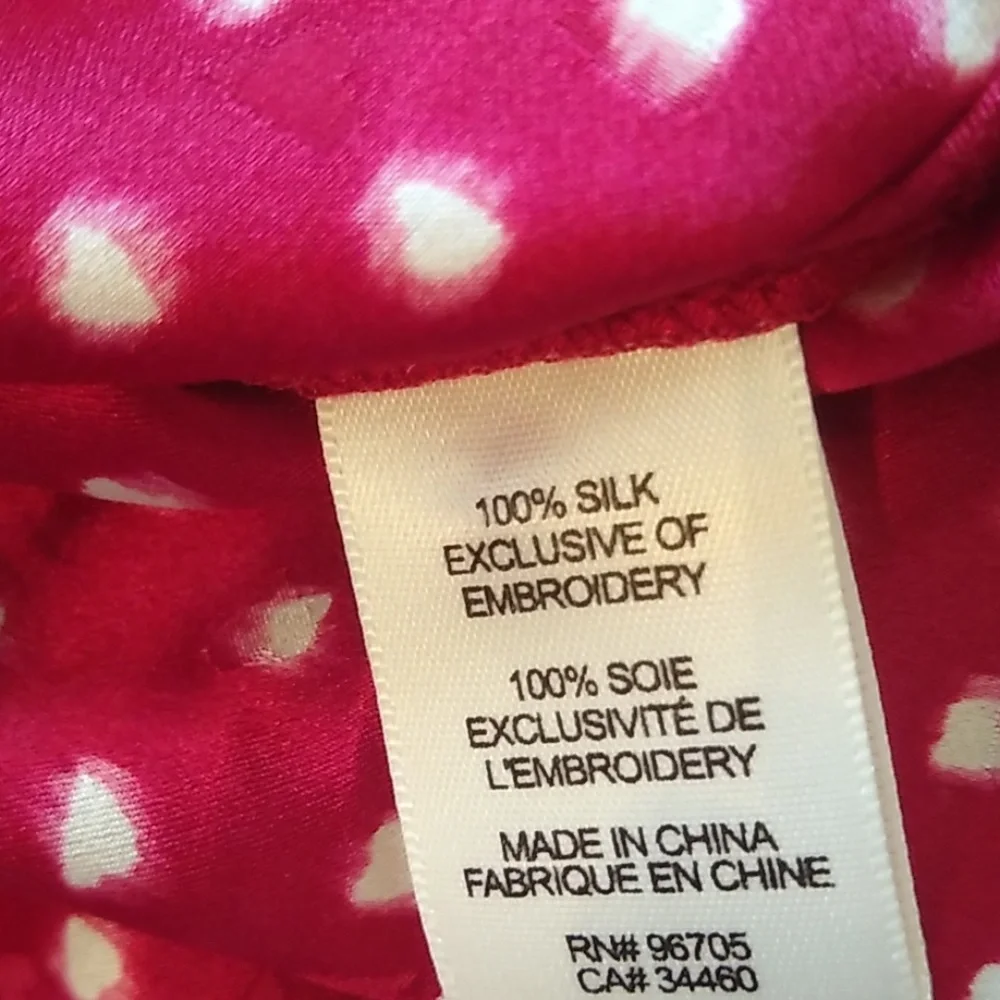 100% SILK
EXCLUSIVE OF
EMBROIDERY
100% SOIE
EXCLUSIVITÉ DE
L'EMBROIDERY
MADE IN CHINA
FABRIQUE EN CHINE
RN# 96705
CA# 34460